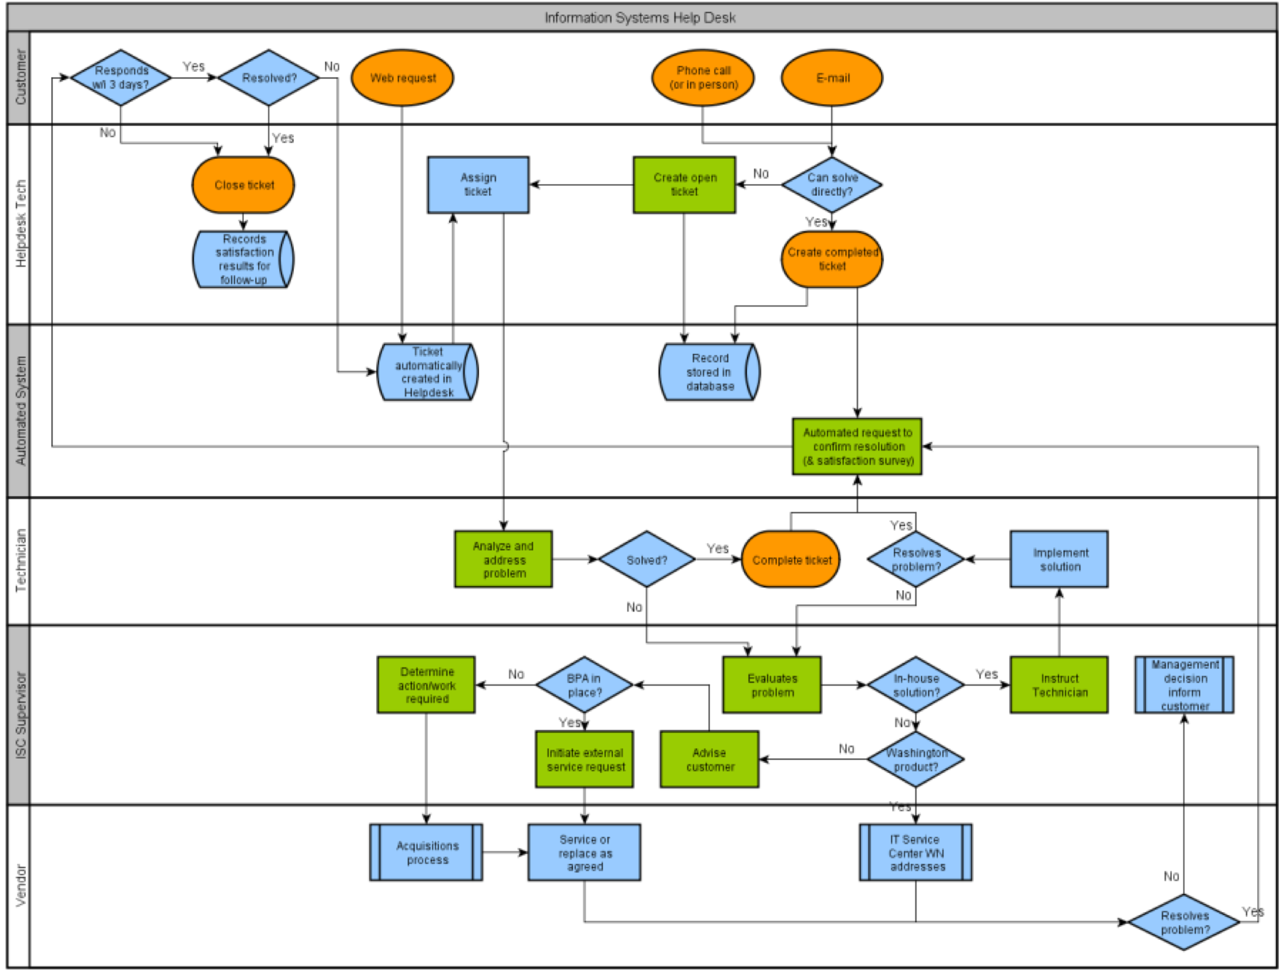 Information Systems Help Desk
Customer
Responds
w/i 3 days?
Yes
Resolved?
No
Web request
Phone call
(or in person)
E-mail
No
Yes
Helpdesk Tech
Close ticket
Records
satisfaction
results for
follow-up
Assign
ticket
Create open
ticket
No
Can solve
directly?
Yes
Create completed
ticket
Automated System
Ticket
automatically
created in
Helpdesk
Record
stored in
database
Automated request to
confirm resolution
(& satisfaction survey)
Technician
Analyze and
address
problem
Solved?
Yes
Complete ticket
Yes
Resolves
problem?
Implement
solution
No
No
ISC Supervisor
Determine
action/work
required
No
BPA in
place?
Yes
Initiate external
service request
Advise
customer
Evaluates
problem
In-house
solution?
Yes
Instruct
Technician
Management
decision
inform
customer
No
No
Washington
product?
Yes
Vendor
Acquisitions
process
Service or
replace as
agreed
IT Service
Center WN
addresses
No
Resolves
problem?
Yes